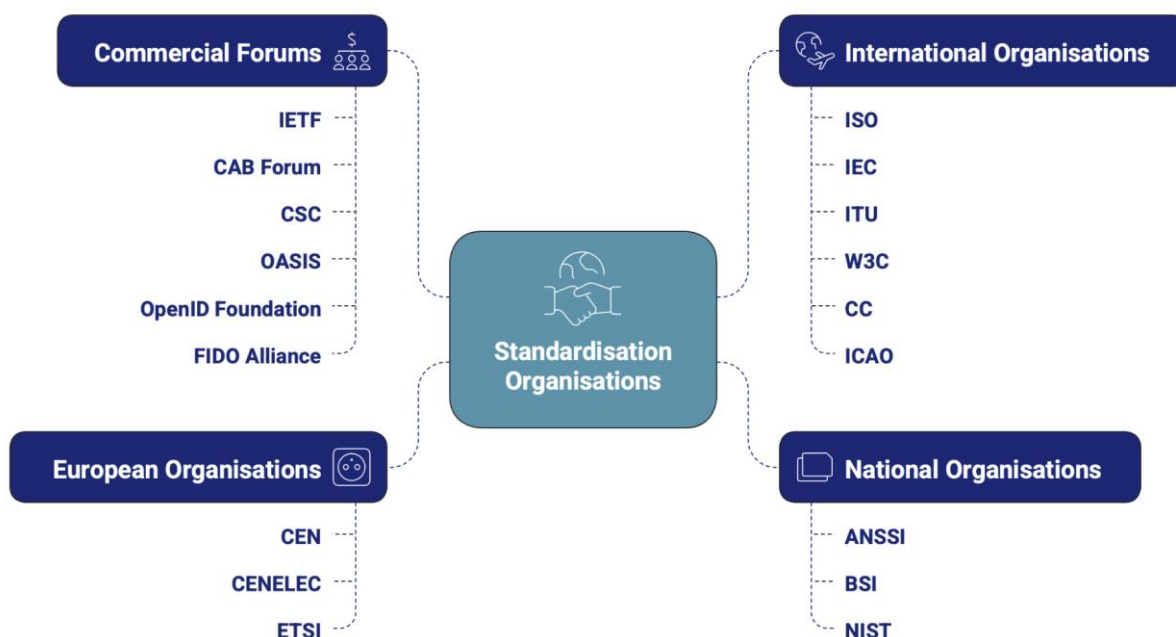 Commercial Forums
$
IETF
CAB Forum
CSC
OASIS
OpenID Foundation
FIDO Alliance
International Organisations
ISO
IEC
ITU
W3C
CC
ICAO
Standardisation
Organisations
European Organisations
CEN
CENELEC
ETSI
National Organisations
ANSSI
BSI
NIST